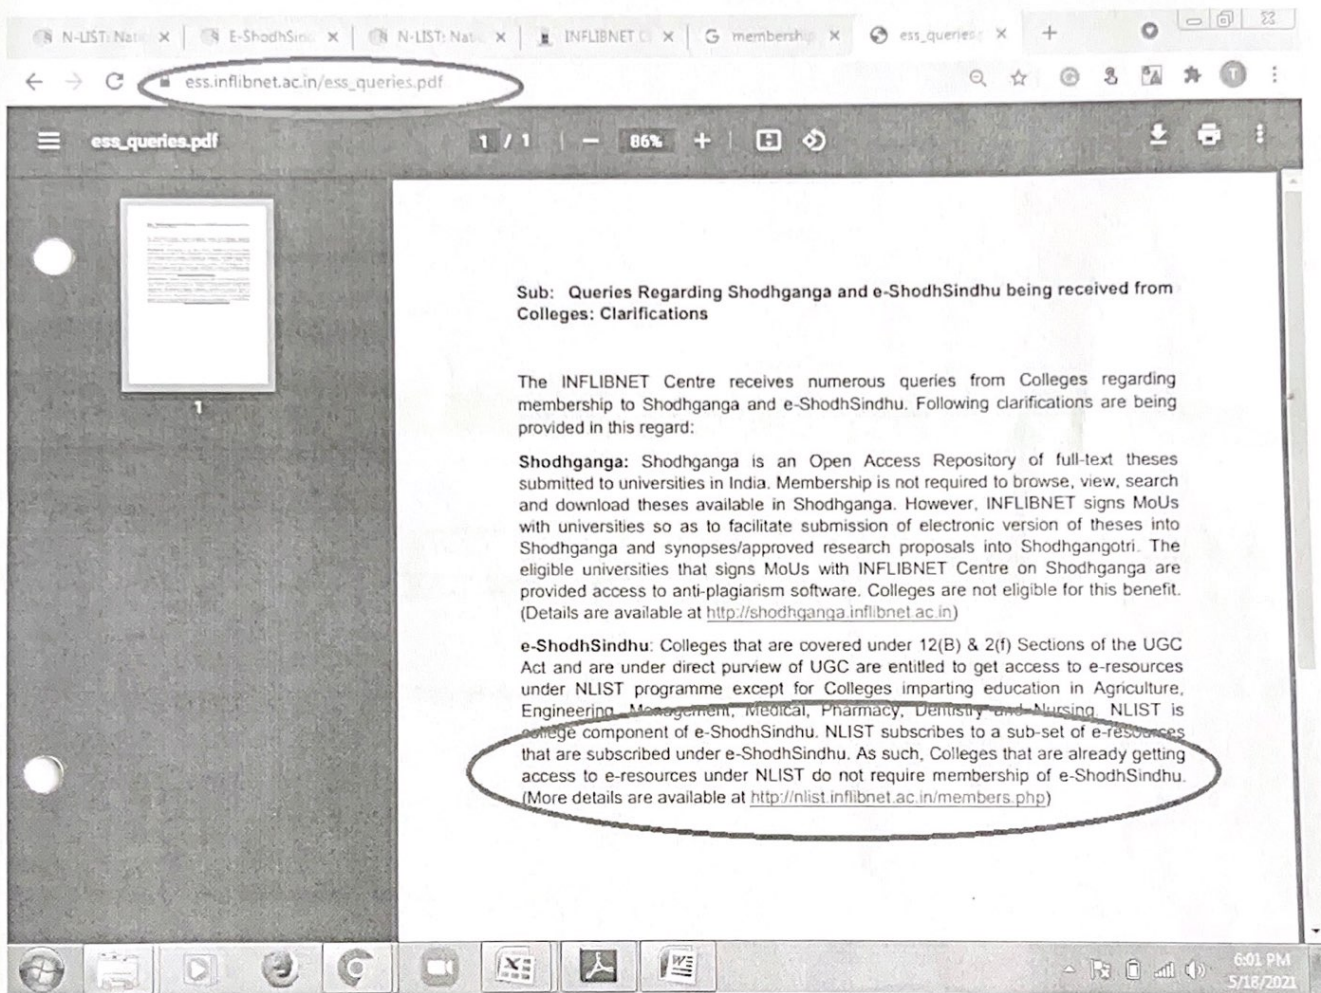 N-LIST: Nati
E-ShodhSin
N-LIST: Nat
INFLIBNET C
membership
ess_queries
ess.inflibnet.ac.in/ess_queries.pdf
T
ess_queries.pdf
1 / 1
86%
1
Sub: Queries Regarding Shodhganga and e-ShodhSindhu being received from
Colleges: Clarifications
The INFLIBNET Centre receives numerous queries from Colleges regarding
membership to Shodhganga and e-ShodhSindhu. Following clarifications are being
provided in this regard:
Shodhganga: Shodhganga is an Open Access Repository of full-text theses
submitted to universities in India. Membership is not required to browse, view, search
and download theses available in Shodhganga. However, INFLIBNET signs MoUs
with universities so as to facilitate submission of electronic version of theses into
Shodhganga and synopses/approved research proposals into Shodhgangotri. The
eligible universities that signs MoUs with INFLIBNET Centre on Shodhganga are
provided access to anti-plagiarism software. Colleges are not eligible for this benefit.
(Details are available at http://shodhganga.inflibnet.ac.in)
e-ShodhSindhu: Colleges that are covered under 12(B) & 2(f) Sections of the UGC
Act and are under direct purview of UGC are entitled to get access to e-resources
under NLIST programme except for Colleges imparting education in Agriculture,
Engineering, Management, Medical, Pharmacy, Dentistry and Nursing. NLIST is
college component of e-ShodhSindhu. NLIST subscribes to a sub-set of e-resources
that are subscribed under e-ShodhSindhu. As such, Colleges that are already getting
access to e-resources under NLIST do not require membership of e-ShodhSindhu.
(More details are available at http://nlist.inflibnet.ac.in/members.php)
6:01 PM
5/18/2021